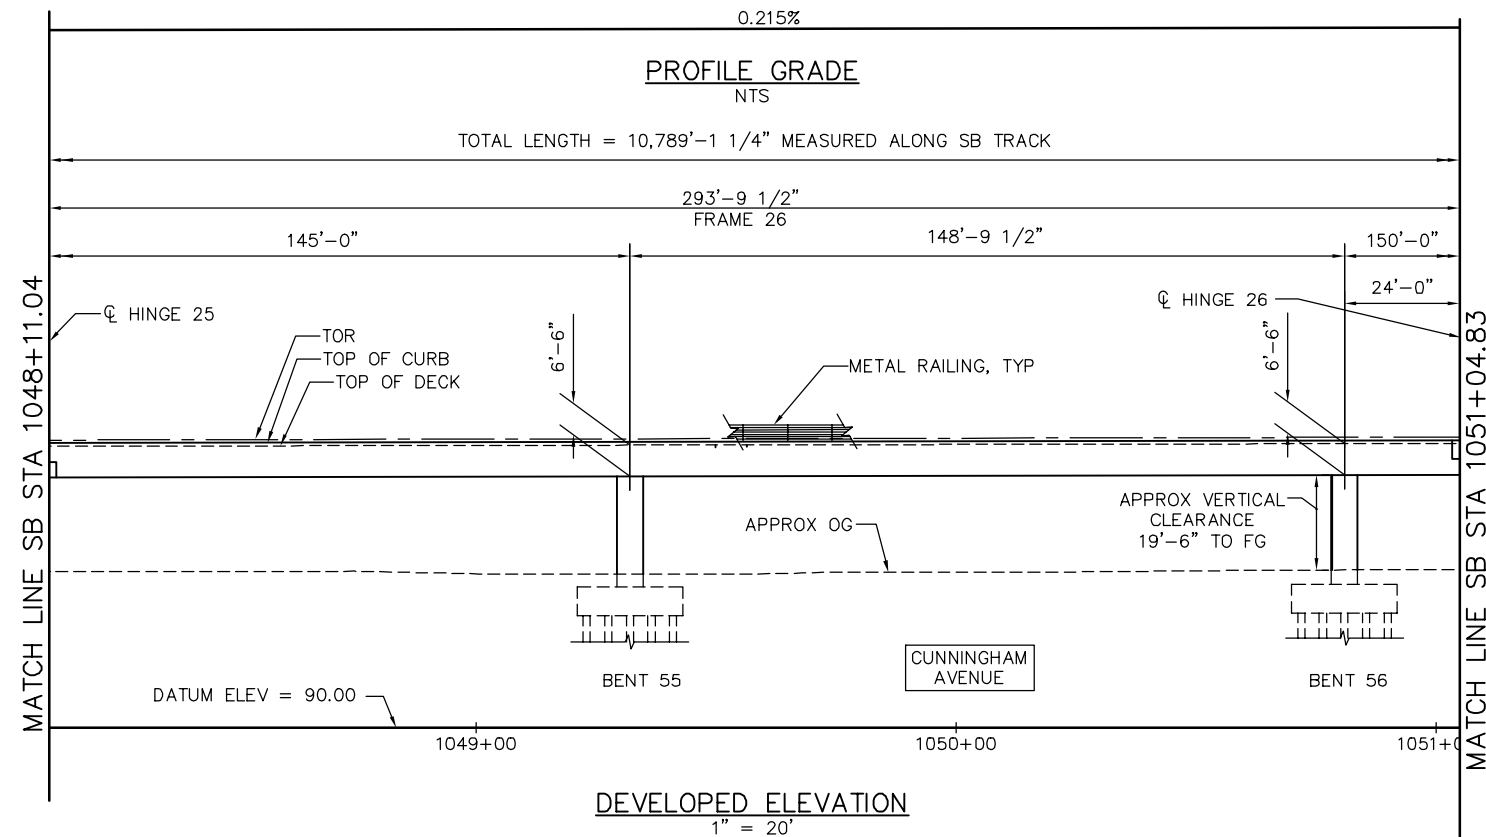 0.215%
PROFILE GRADE
NTS
TOTAL LENGTH = 10,789'-1 1/4" MEASURED ALONG SB TRACK
293'-9 1/2"
FRAME 26
145'-0"
148'-9 1/2"
150'-0"
24'-0"
℄ HINGE 25
℄ HINGE 26
TOR
TOP OF CURB
TOP OF DECK
6'-6"
METAL RAILING, TYP
6'-6"
APPROX VERTICAL
CLEARANCE
19'-6" TO FG
APPROX OG
CUNNINGHAM
AVENUE
BENT 55
BENT 56
DATUM ELEV = 90.00
1049+00
1050+00
1051+0
MATCH LINE SB STA 1048+11.04
MATCH LINE SB STA 1051+04.83
DEVELOPED ELEVATION
1" = 20'